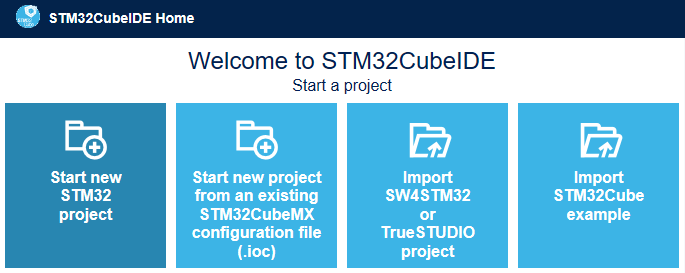 STM32CubeIDE Home
Welcome to STM32CubeIDE
Start a project
Start new
STM32
project
Start new project
from an existing
STM32CubeMX
configuration file
(.ioc)
Import
SW4STM32
or
TrueSTUDIO
project
Import
STM32Cube
example